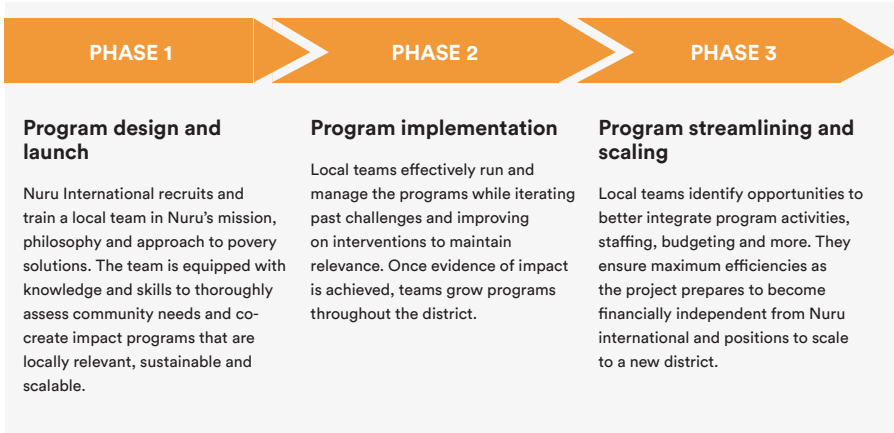 PHASE 1
PHASE 2
PHASE 3
Program design and
launch
Nuru International recruits and
train a local team in Nuru's mission,
philosophy and approach to povery
solutions. The team is equipped with
knowledge and skills to thoroughly
assess community needs and co-
create impact programs that are
locally relevant, sustainable and
scalable.
Program implementation
Local teams effectively run and
manage the programs while iterating
past challenges and improving
on interventions to maintain
relevance. Once evidence of impact
is achieved, teams grow programs
throughout the district.
Program streamlining and
scaling
Local teams identify opportunities to
better integrate program activities,
staffing, budgeting and more. They
ensure maximum efficiencies as
the project prepares to become
financially independent from Nuru
international and positions to scale
to a new district.